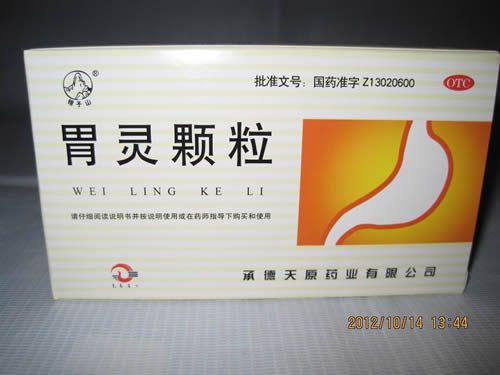 批准文号：国药准字 Z13020600
OTC
®
胃灵颗粒
WEI LING KE LI
请仔细阅读说明书并按说明使用或在药师指导下购买和使用
承德天原药业有限公司
2012/10/14 13:44